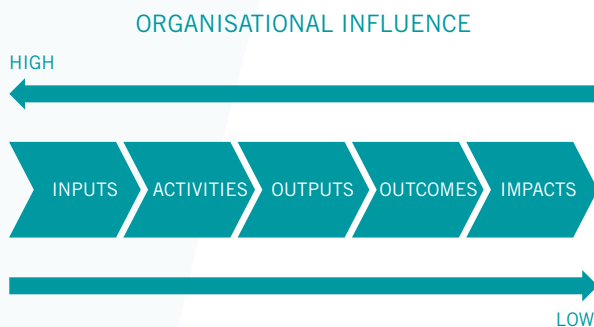 ORGANISATIONAL INFLUENCE
HIGH
INPUTS ACTIVITIES OUTPUTS OUTCOMES IMPACTS
LOW